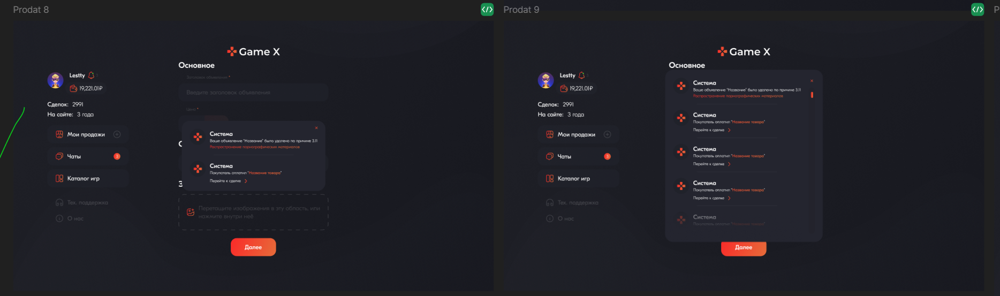 Prodat 8
Game X
Основное
Lestty
3
19,221.01₽
Заголовок объявления *
Введите заголовок объявления
Сделок: 2991
На сайте: 3 года
Цена *
Мои продажи
Чаты 3
Каталог игр
Тех. поддержка
О нас
Система
Ваше объявление "Название" было удалено по причине 3.11
Распространение порнографических материалов
Система
Покупатель оплатил "Название товара"
Перейти к сделке
З
Перетащите изображения в эту область, или
нажмите внутри неё
Далее
Prodat 9
Game X
Основное
Lestty
3
19,221.01₽
Сделок: 2991
На сайте: 3 года
Мои продажи
Чаты 3
Каталог игр
Тех. поддержка
О нас
Система
Ваше объявление "Название" было удалено по причине 3.11
Распространение порнографических материалов
Система
Покупатель оплатил "Название товара"
Перейти к сделке
Система
Покупатель оплатил "Название товара"
Перейти к сделке
Система
Покупатель оплатил "Название товара"
Перейти к сделке
Система
Покупатель оплатил "Название товара"
Далее
P